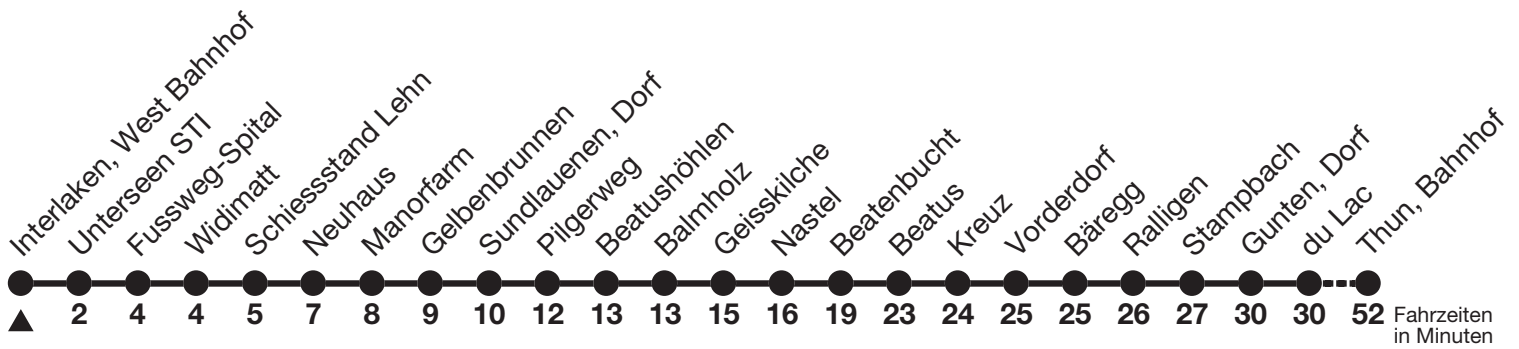 Interlaken, West Bahnhof
Unterseen STI
Fussweg-Spital
Widimatt
Schiessstand Lehn
Neuhaus
Manorfarm
Gelbenbrunnen
Sundlauenen, Dorf
Pilgerweg
Beatushöhlen
Balmholz
Geisskilche
Nastel
Beatenbucht
Beatus
Kreuz
Vorderdorf
Bäregg
Ralligen
Stampbach
Gunten, Dorf
du Lac
Thun, Bahnhof
2 4 4 5 7 8 9 10 12 13 13 15 16 19 23 24 25 25 26 27 30 30 52 Fahrzeiten
in Minuten